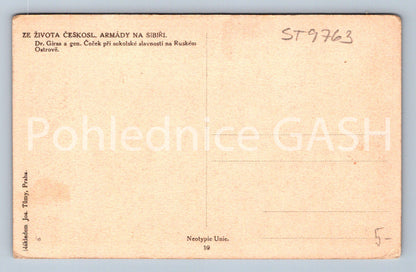 ZE ŽIVOTA ČESKOSL. ARMÁDY NA SIBIŘI.
Dr. Girsa a gen. Čeček při sokolské slavnosti na Ruském
Ostrově.
ST9763
Pohlednice GASH
Nákladem Jos. Tůmy, Praha.
Neotypie Unie.
19
5-